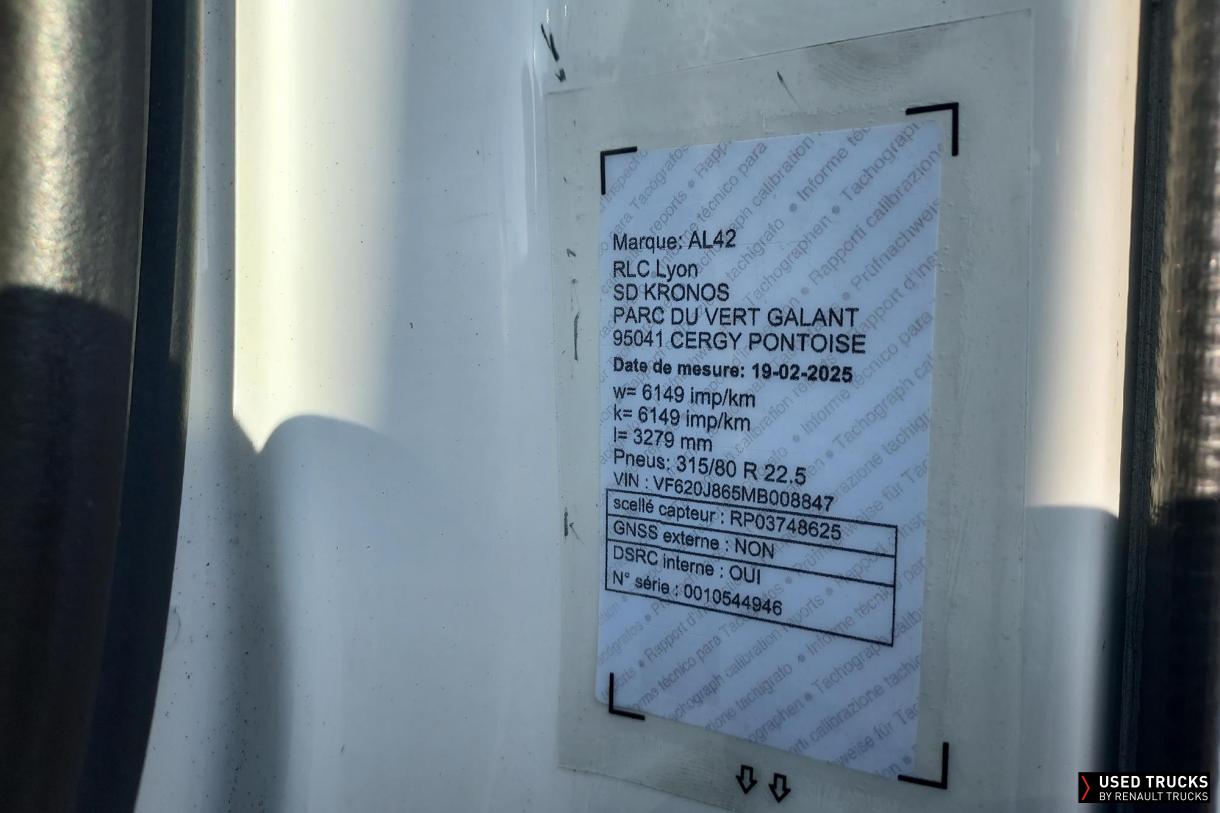 Marque: AL42
RLC Lyon
SD KRONOS
PARC DU VERT GALANT
95041 CERGY PONTOISE
Date de mesure: 19-02-2025
w= 6149 imp/km
k= 6149 imp/km
l= 3279 mm
Pneus: 315/80 R 22.5
VIN : VF620J865MB008847
scellé capteur : RP03748625
GNSS externe : NON
DSRC interne : OUI
N° série : 0010544946
USED TRUCKS
BY RENAULT TRUCKS